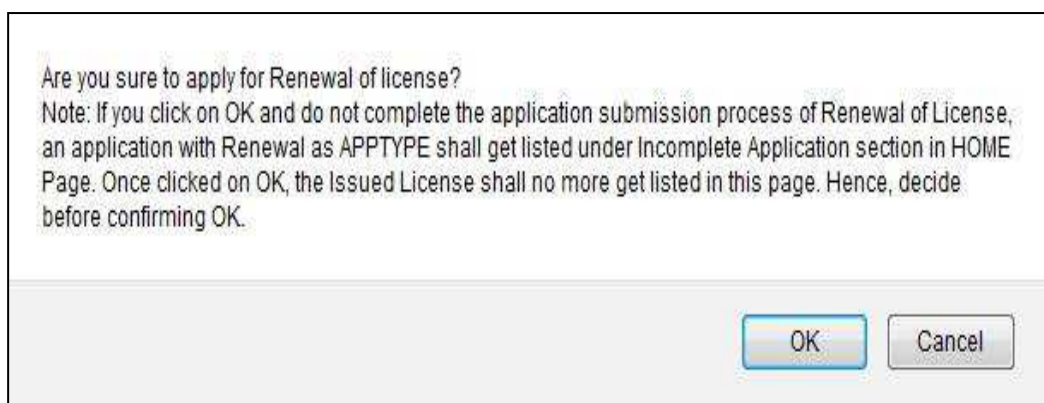 Are you sure to apply for Renewal of license?
Note: If you click on OK and do not complete the application submission process of Renewal of License,
an application with Renewal as APPTYPE shall get listed under Incomplete Application section in HOME
Page. Once clicked on OK, the Issued License shall no more get listed in this page. Hence, decide
before confirming OK.
OK Cancel